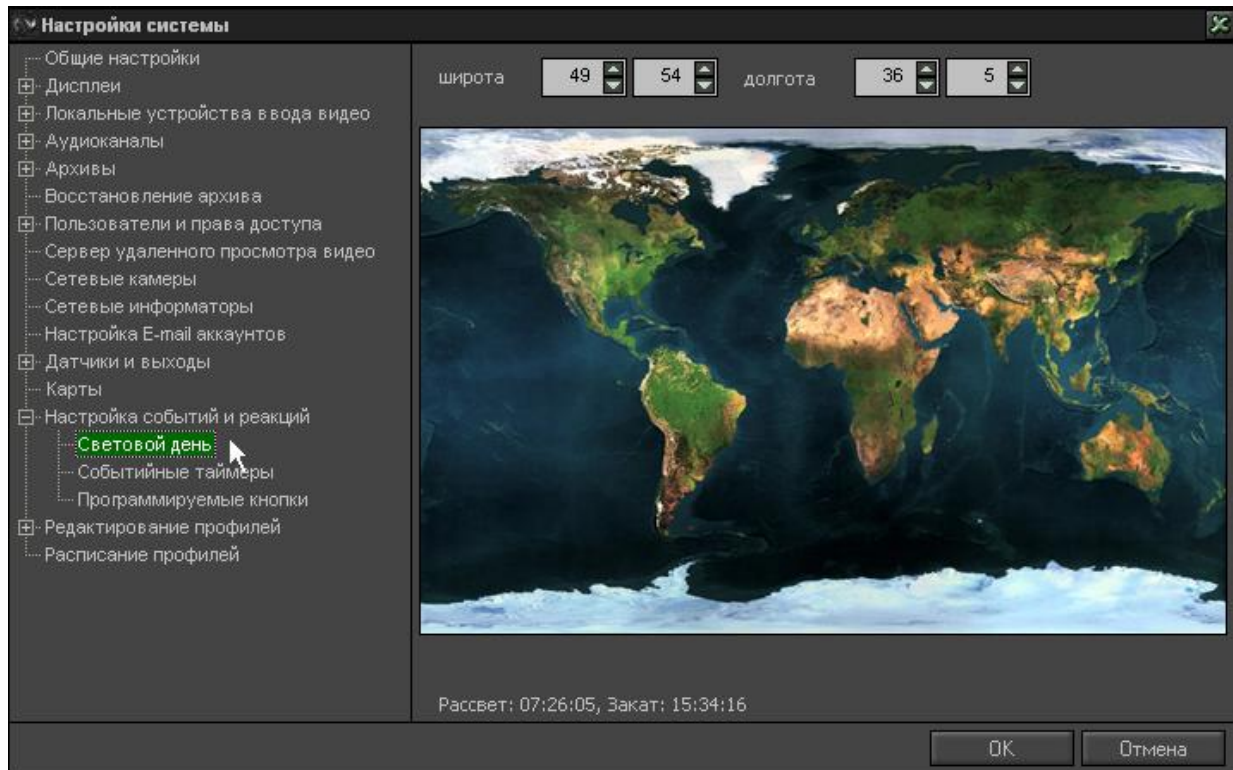 Настройки системы
Общие настройки
Дисплеи
Локальные устройства ввода видео
Аудиоканалы
Архивы
Восстановление архива
Пользователи и права доступа
Сервер удаленного просмотра видео
Сетевые камеры
Сетевые информаторы
Настройка E-mail аккаунтов
Датчики и выходы
Карты
Настройка событий и реакций
Световой день
Событийные таймеры
Программируемые кнопки
Редактирование профилей
Расписание профилей
широта 49 54 долгота 36 5
Рассвет: 07:26:05, Закат: 15:34:16
OK Отмена